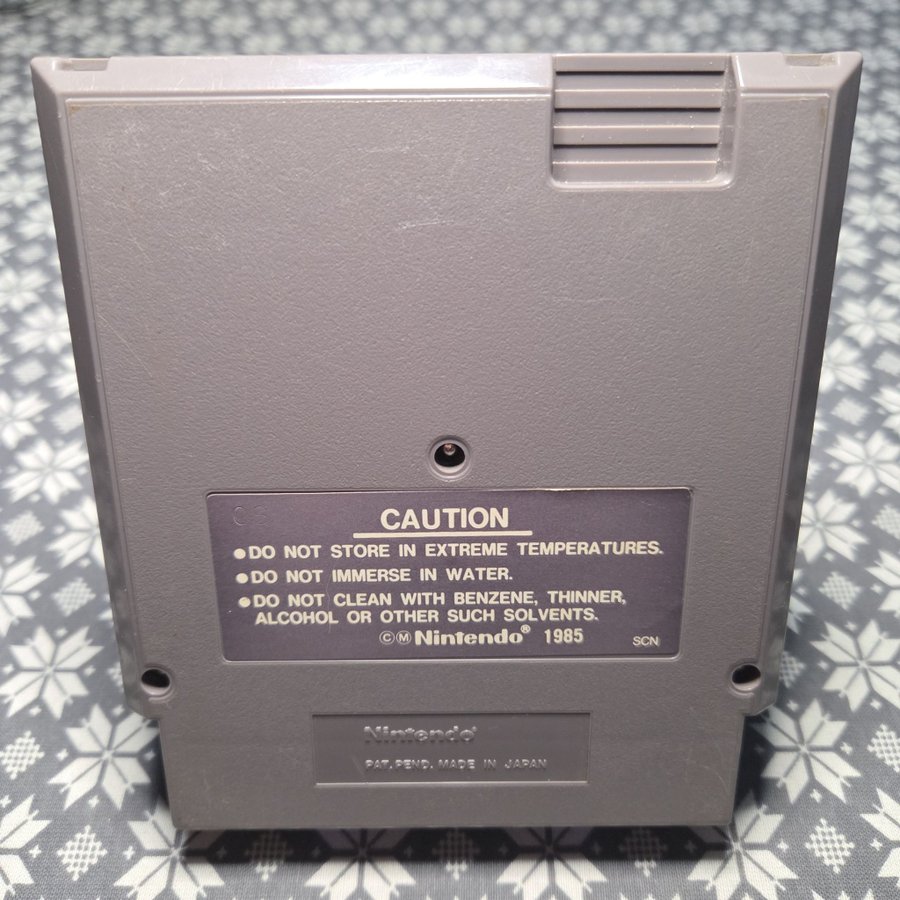 CAUTION
●DO NOT STORE IN EXTREME TEMPERATURES.
●DO NOT IMMERSE IN WATER.
●DO NOT CLEAN WITH BENZENE, THINNER,
ALCOHOL OR OTHER SUCH SOLVENTS.
©Ⓜ Nintendo® 1985
SCN
Nintendo®
PAT. PEND. MADE IN JAPAN